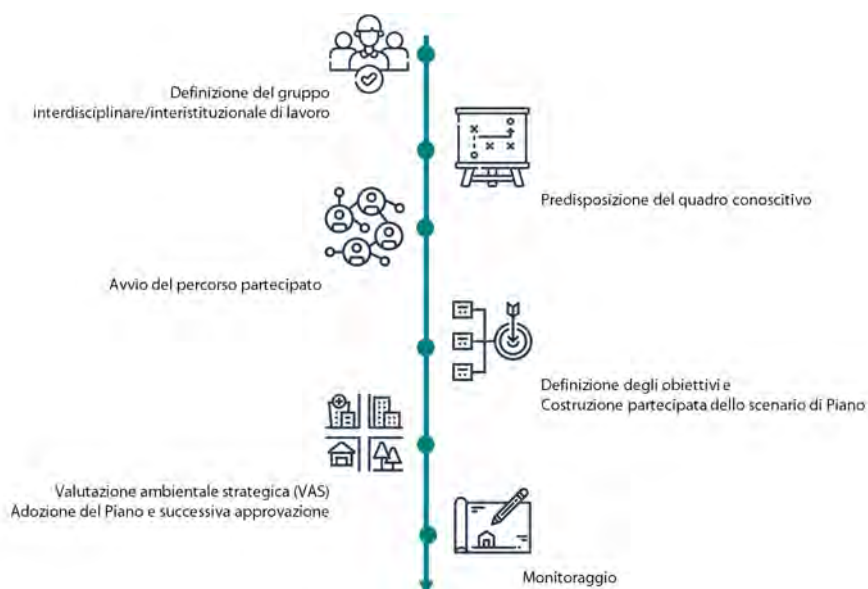 Definizione del gruppo
interdisciplinare/interistituzionale di lavoro
Predisposizione del quadro conoscitivo
Avvio del percorso partecipato
Definizione degli obiettivi e
Costruzione partecipata dello scenario di Piano
Valutazione ambientale strategica (VAS)
Adozione del Piano e successiva approvazione
Monitoraggio